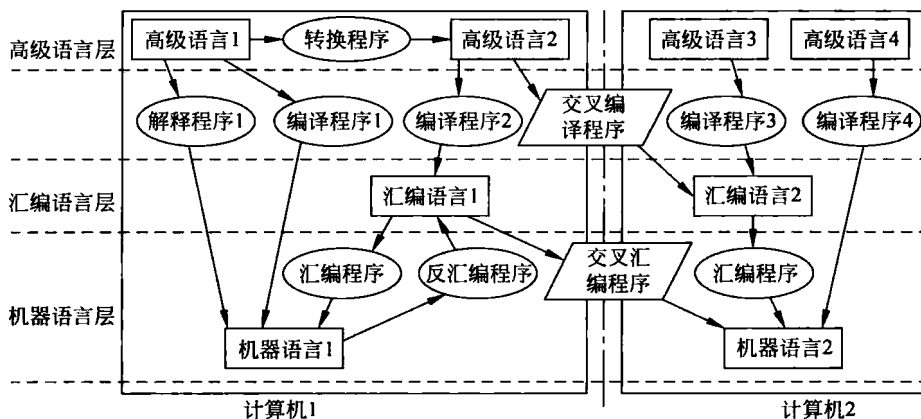 高级语言层
高级语言1
转换程序
高级语言2
高级语言3
高级语言4
解释程序1
编译程序1
编译程序2
交叉编
译程序
编译程序3
编译程序4
汇编语言层
汇编语言1
汇编语言2
机器语言层
汇编程序
反汇编程序
交叉汇
编程序
汇编程序
机器语言1
机器语言2
计算机1
计算机2